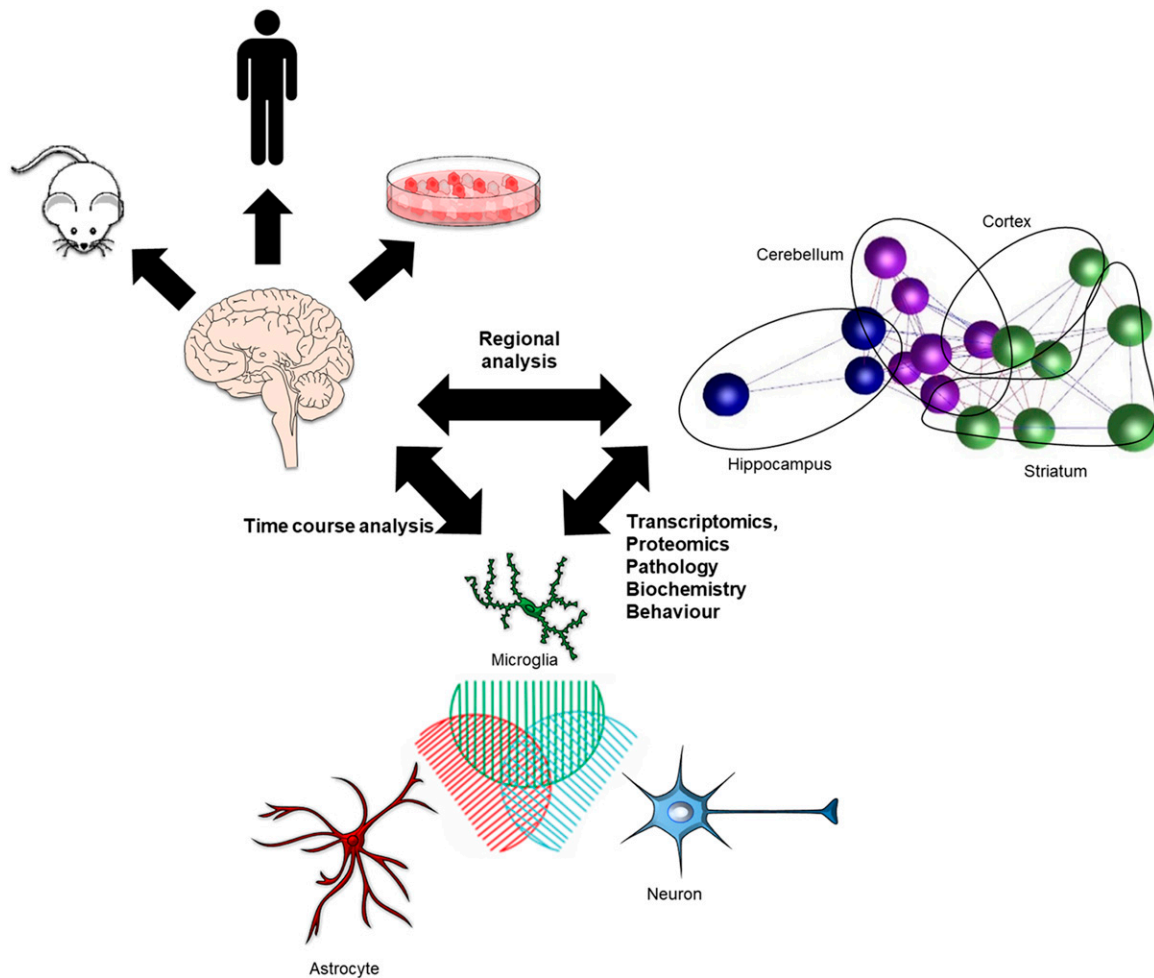 Cortex
Cerebellum
Regional
analysis
Hippocampus
Striatum
Time course analysis
Transcriptomics,
Proteomics
Pathology
Biochemistry
Behaviour
Microglia
Neuron
Astrocyte